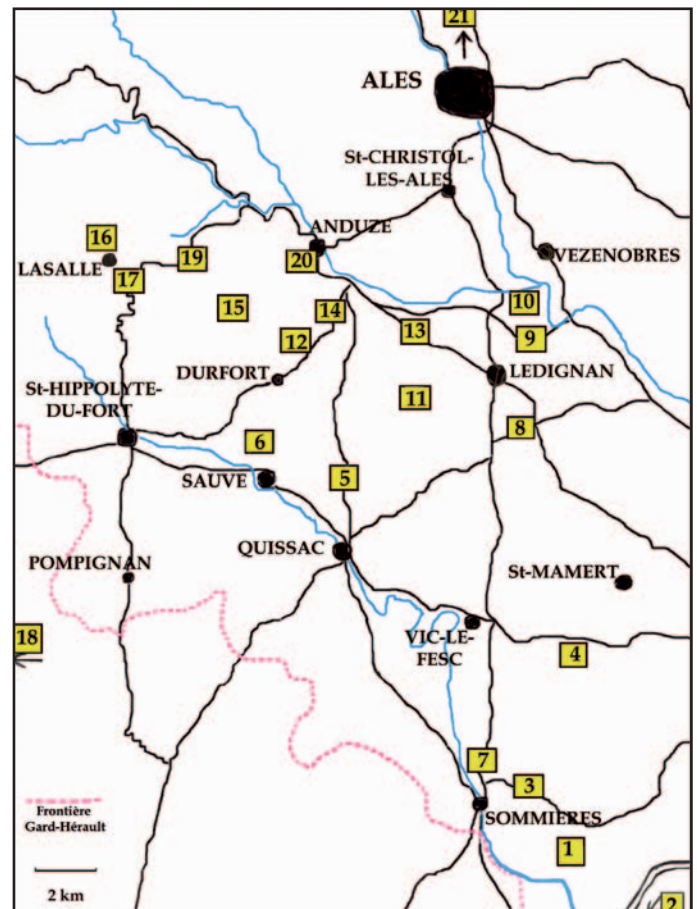 21
ALES
St-CHRISTOL-
LES-ALES
ANDUZE
16
LASALLE
17
19
20
VEZENOBRES
15
14
10
13
9
12
DURFORT
LEDIGNAN
St-HIPPOLYTE-
DU-FORT
11
8
6
SAUVE
5
QUISSAC
POMPIGNAN
St-MAMERT
18
VIC-LE-
FESC
4
7
3
SOMMIERES
Frontière
Gard-Hérault
1
2 km
2